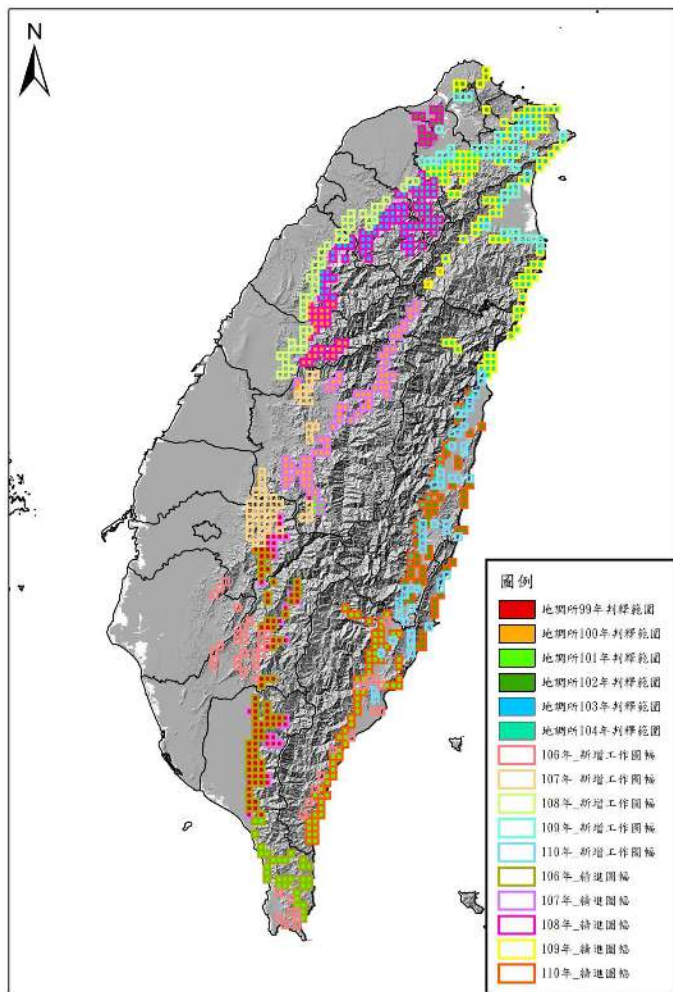 N
圖例
地調所99年判釋範圍
地調所100年判釋範圍
地調所101年判釋範圍
地調所102年判釋範圍
地調所103年判釋範圍
地調所104年判釋範圍
106年_新增工作圖幅
107年_新增工作圖幅
108年_新增工作圖幅
109年_新增工作圖幅
110年_新增工作圖幅
106年_精進圖幅
107年_精進圖幅
108年_精進圖幅
109年_精進圖幅
110年_精進圖幅